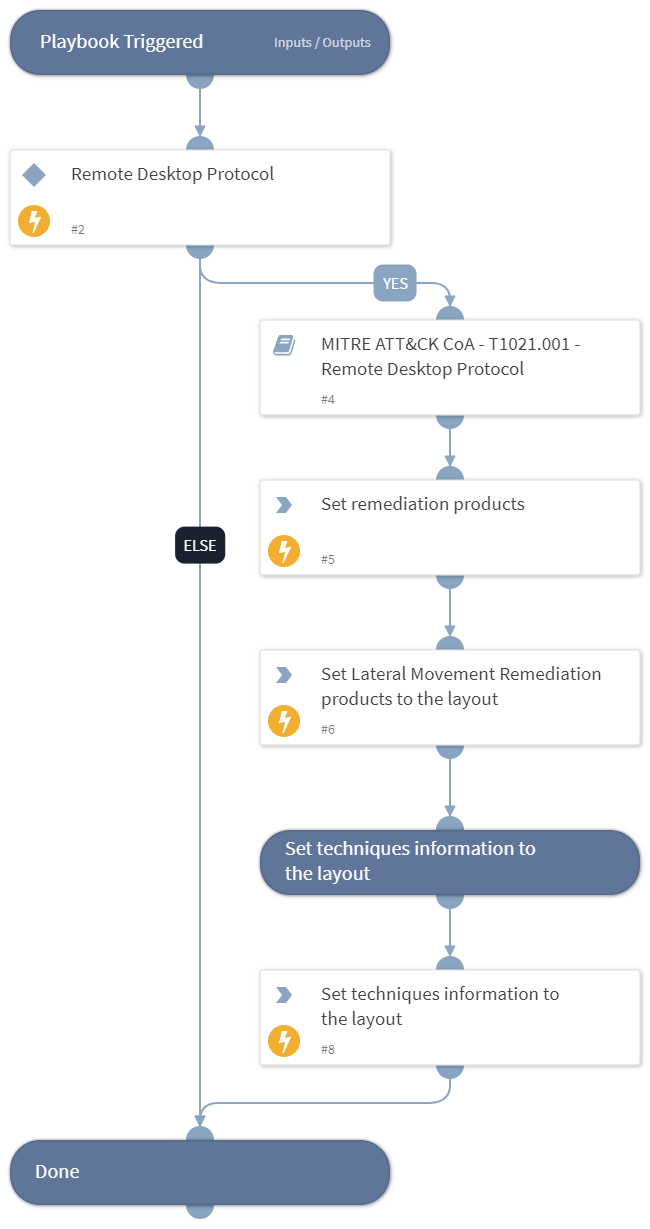 Playbook Triggered
Inputs / Outputs
Remote Desktop Protocol
#2
YES
MITRE ATT&CK CoA - T1021.001 -
Remote Desktop Protocol
#4
Set remediation products
#5
ELSE
Set Lateral Movement Remediation
products to the layout
#6
Set techniques information to
the layout
Set techniques information to
the layout
#8
Done